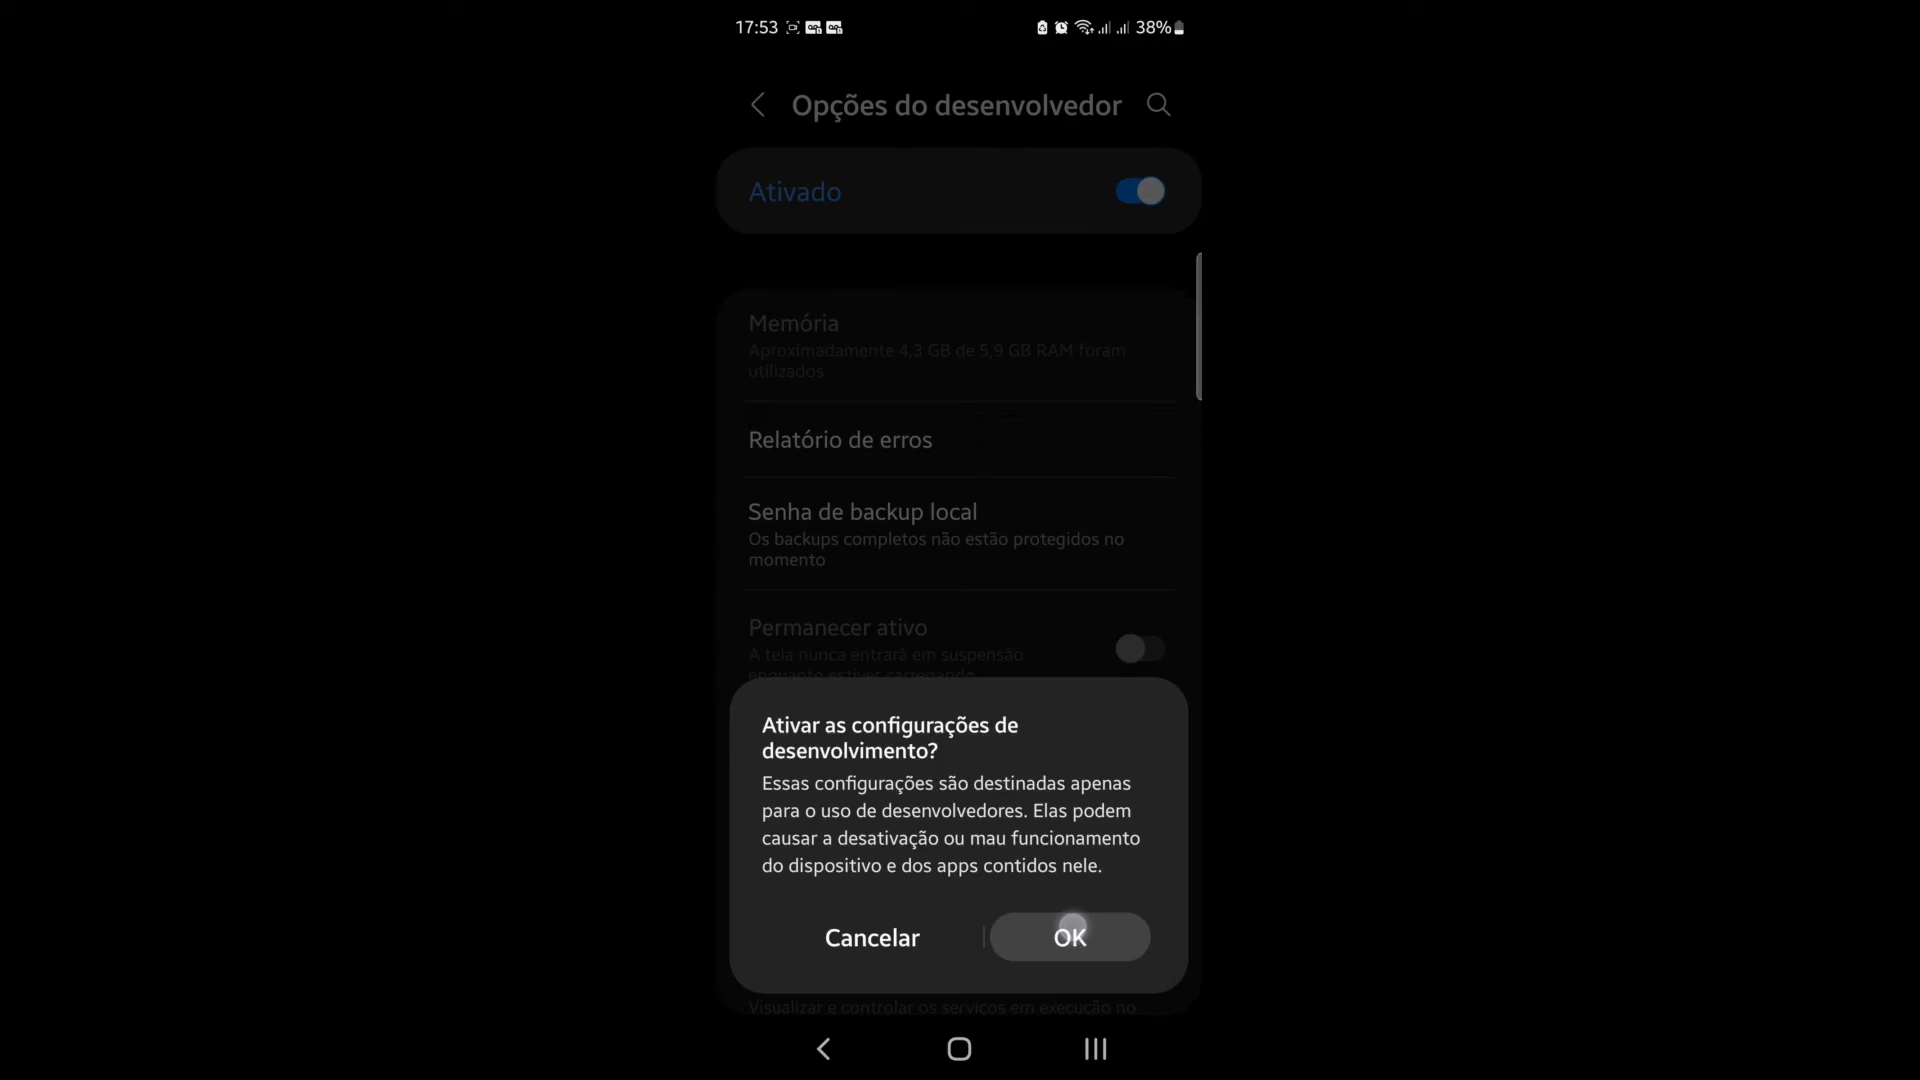 17:53 38%
Opções do desenvolvedor
Ativado
Memória
Aproximadamente 4,3 GB de 5,9 GB RAM foram
utilizados
Relatório de erros
Senha de backup local
Os backups completos não estão protegidos no
momento
Permanecer ativo
A tela nunca entrará em suspensão
enquanto estiver carregando
Ativar as configurações de
desenvolvimento?
Essas configurações são destinadas apenas
para o uso de desenvolvedores. Elas podem
causar a desativação ou mau funcionamento
do dispositivo e dos apps contidos nele.
Cancelar OK
Visualizar e controlar os serviços em execução no